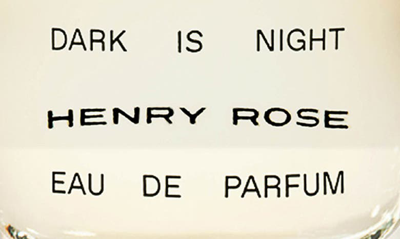 DARK IS NIGHT
HENRY ROSE
EAU DE PARFUM